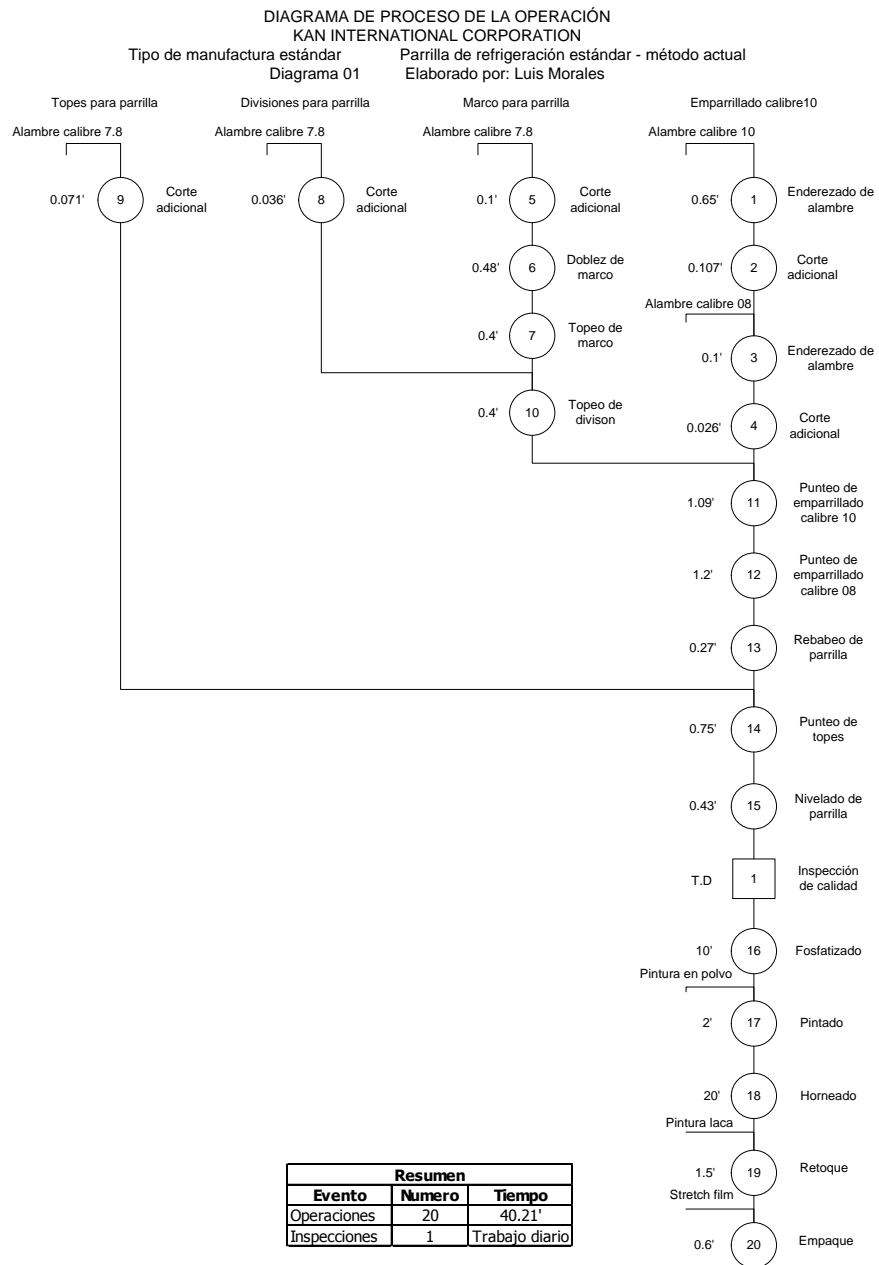 DIAGRAMA DE PROCESO DE LA OPERACIÓN
KAN INTERNATIONAL CORPORATION
Tipo de manufactura estándar Parrilla de refrigeración estándar - método actual
Diagrama 01 Elaborado por: Luis Morales
Topes para parrilla Divisiones para parrilla Marco para parrilla Emparrillado calibre10
Alambre calibre 7.8 Alambre calibre 7.8 Alambre calibre 7.8 Alambre calibre 10
0.071' 9 Corte
adicional
0.036' 8 Corte
adicional
0.1' 5 Corte
adicional
0.65' 1 Enderezado de
alambre
0.48' 6 Doblez de
marco
0.107' 2 Corte
adicional
Alambre calibre 08
0.4' 7 Topeo de
marco
0.1' 3 Enderezado de
alambre
0.4' 10 Topeo de
divison
0.026' 4 Corte
adicional
1.09' 11 Punteo de
emparrillado
calibre 10
1.2' 12 Punteo de
emparrillado
calibre 08
0.27' 13 Rebabeo de
parrilla
0.75' 14 Punteo de
topes
0.43' 15 Nivelado de
parrilla
T.D 1 Inspección
de calidad
10' 16 Fosfatizado
Pintura en polvo
2' 17 Pintado
20' 18 Horneado
Pintura laca
1.5' 19 Retoque
Stretch film
0.6' 20 Empaque
Resumen
Evento Numero Tiempo
Operaciones 20 40.21'
Inspecciones 1 Trabajo diario